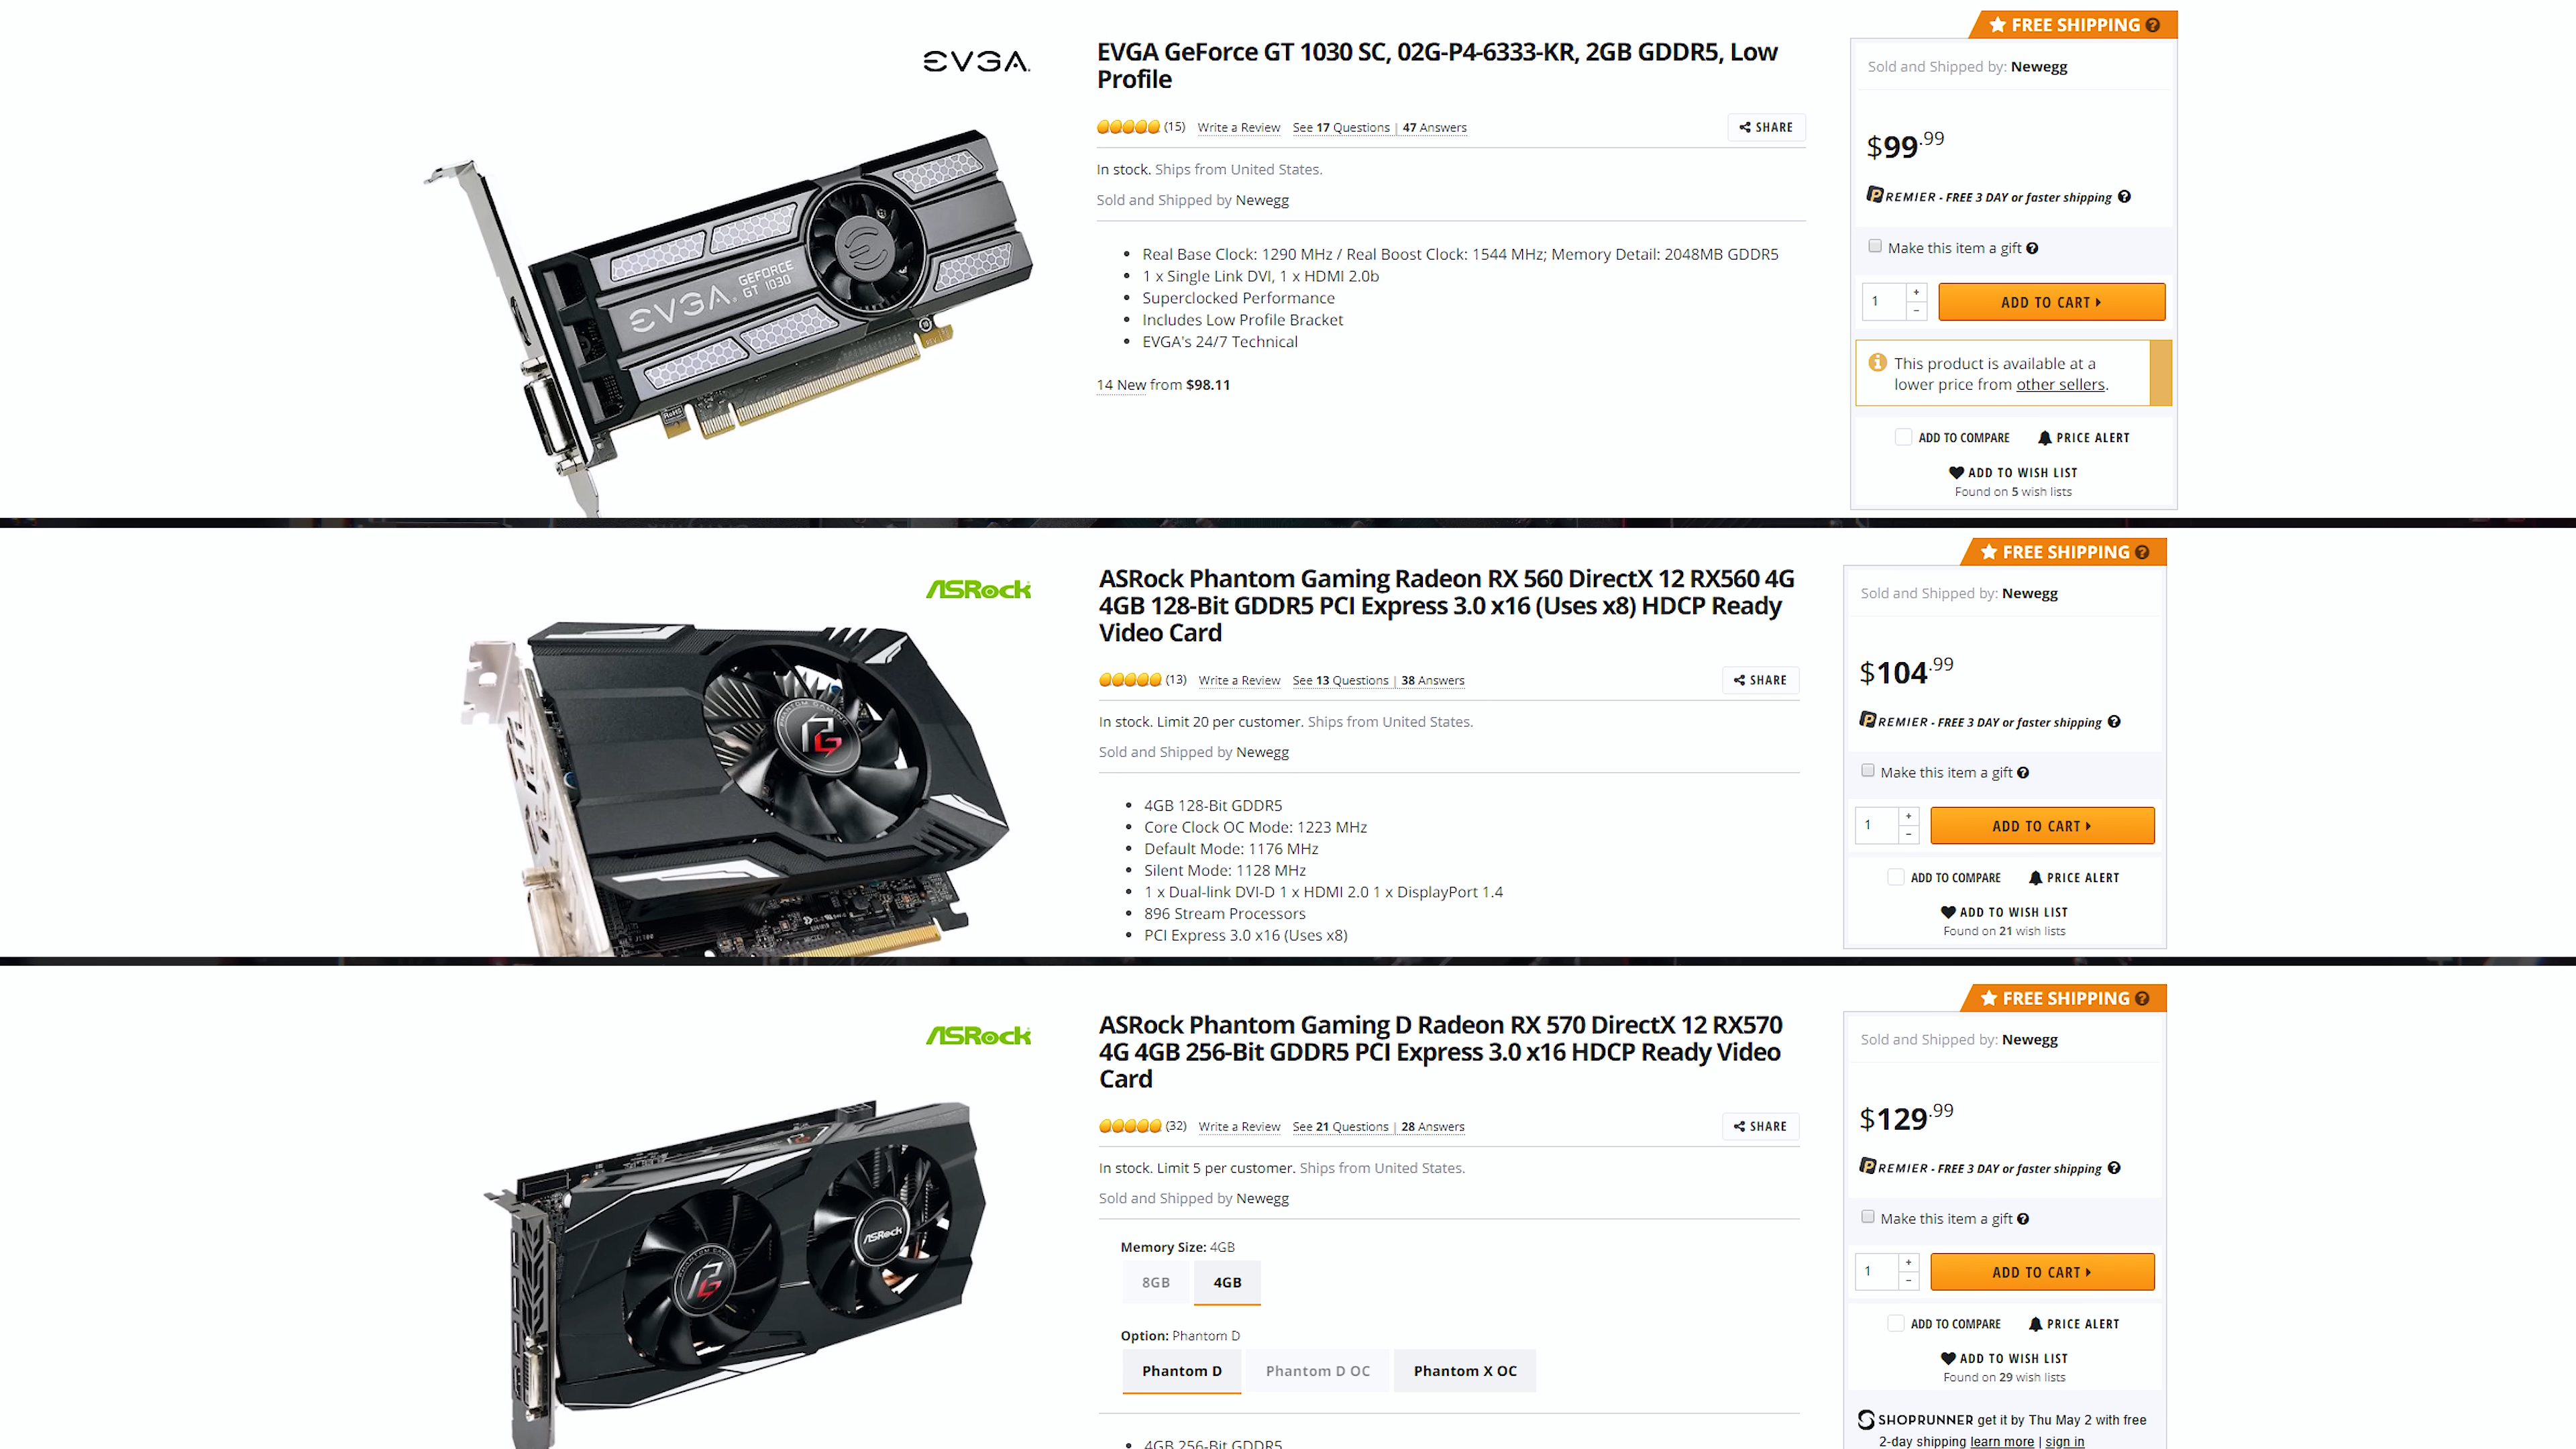 FREE SHIPPING
EVGA
EVGA GeForce GT 1030 SC, 02G-P4-6333-KR, 2GB GDDR5, Low
Profile
Sold and Shipped by: Newegg
(15) Write a Review See 17 Questions | 47 Answers
SHARE
$99.99
In stock. Ships from United States.
Sold and Shipped by Newegg
PREMIER - FREE 3 DAY or faster shipping
Make this item a gift
• Real Base Clock: 1290 MHz / Real Boost Clock: 1544 MHz; Memory Detail: 2048MB GDDR5
• 1 x Single Link DVI, 1 x HDMI 2.0b
• Superclocked Performance
• Includes Low Profile Bracket
• EVGA's 24/7 Technical
EVGA. GEFORCE
GT 1030
RoHS
1 + -
ADD TO CART
14 New from $98.11
This product is available at a
lower price from other sellers.
ADD TO COMPARE PRICE ALERT
ADD TO WISH LIST
Found on 5 wish lists
FREE SHIPPING
ASRock
ASRock Phantom Gaming Radeon RX 560 DirectX 12 RX560 4G
4GB 128-Bit GDDR5 PCI Express 3.0 x16 (Uses x8) HDCP Ready
Video Card
Sold and Shipped by: Newegg
(13) Write a Review See 13 Questions | 38 Answers
SHARE
$104.99
In stock. Limit 20 per customer. Ships from United States.
Sold and Shipped by Newegg
PREMIER - FREE 3 DAY or faster shipping
Make this item a gift
PHANTOM GAMING
• 4GB 128-Bit GDDR5
• Core Clock OC Mode: 1223 MHz
• Default Mode: 1176 MHz
• Silent Mode: 1128 MHz
• 1 x Dual-link DVI-D 1 x HDMI 2.0 1 x DisplayPort 1.4
• 896 Stream Processors
• PCI Express 3.0 x16 (Uses x8)
1 + -
ADD TO CART
ADD TO COMPARE PRICE ALERT
ADD TO WISH LIST
Found on 21 wish lists
FREE SHIPPING
ASRock
ASRock Phantom Gaming D Radeon RX 570 DirectX 12 RX570
4G 4GB 256-Bit GDDR5 PCI Express 3.0 x16 HDCP Ready Video
Card
Sold and Shipped by: Newegg
(32) Write a Review See 21 Questions | 28 Answers
SHARE
$129.99
In stock. Limit 5 per customer. Ships from United States.
Sold and Shipped by Newegg
PREMIER - FREE 3 DAY or faster shipping
Make this item a gift
ASRock
PHANTOM GAMING
Memory Size: 4GB
8GB 4GB
Option: Phantom D
Phantom D Phantom D OC Phantom X OC
1 + -
ADD TO CART
ADD TO COMPARE PRICE ALERT
ADD TO WISH LIST
Found on 29 wish lists
SHOPRUNNER get it by Thu May 2 with free
2-day shipping learn more | sign in
• 4GB 256-Bit GDDR5